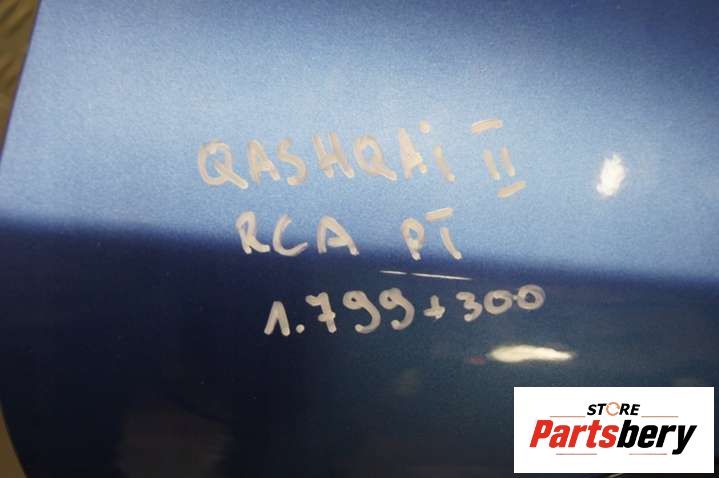 QASHQAi II
RCA PT
1.799+300
STORE
Partsbery